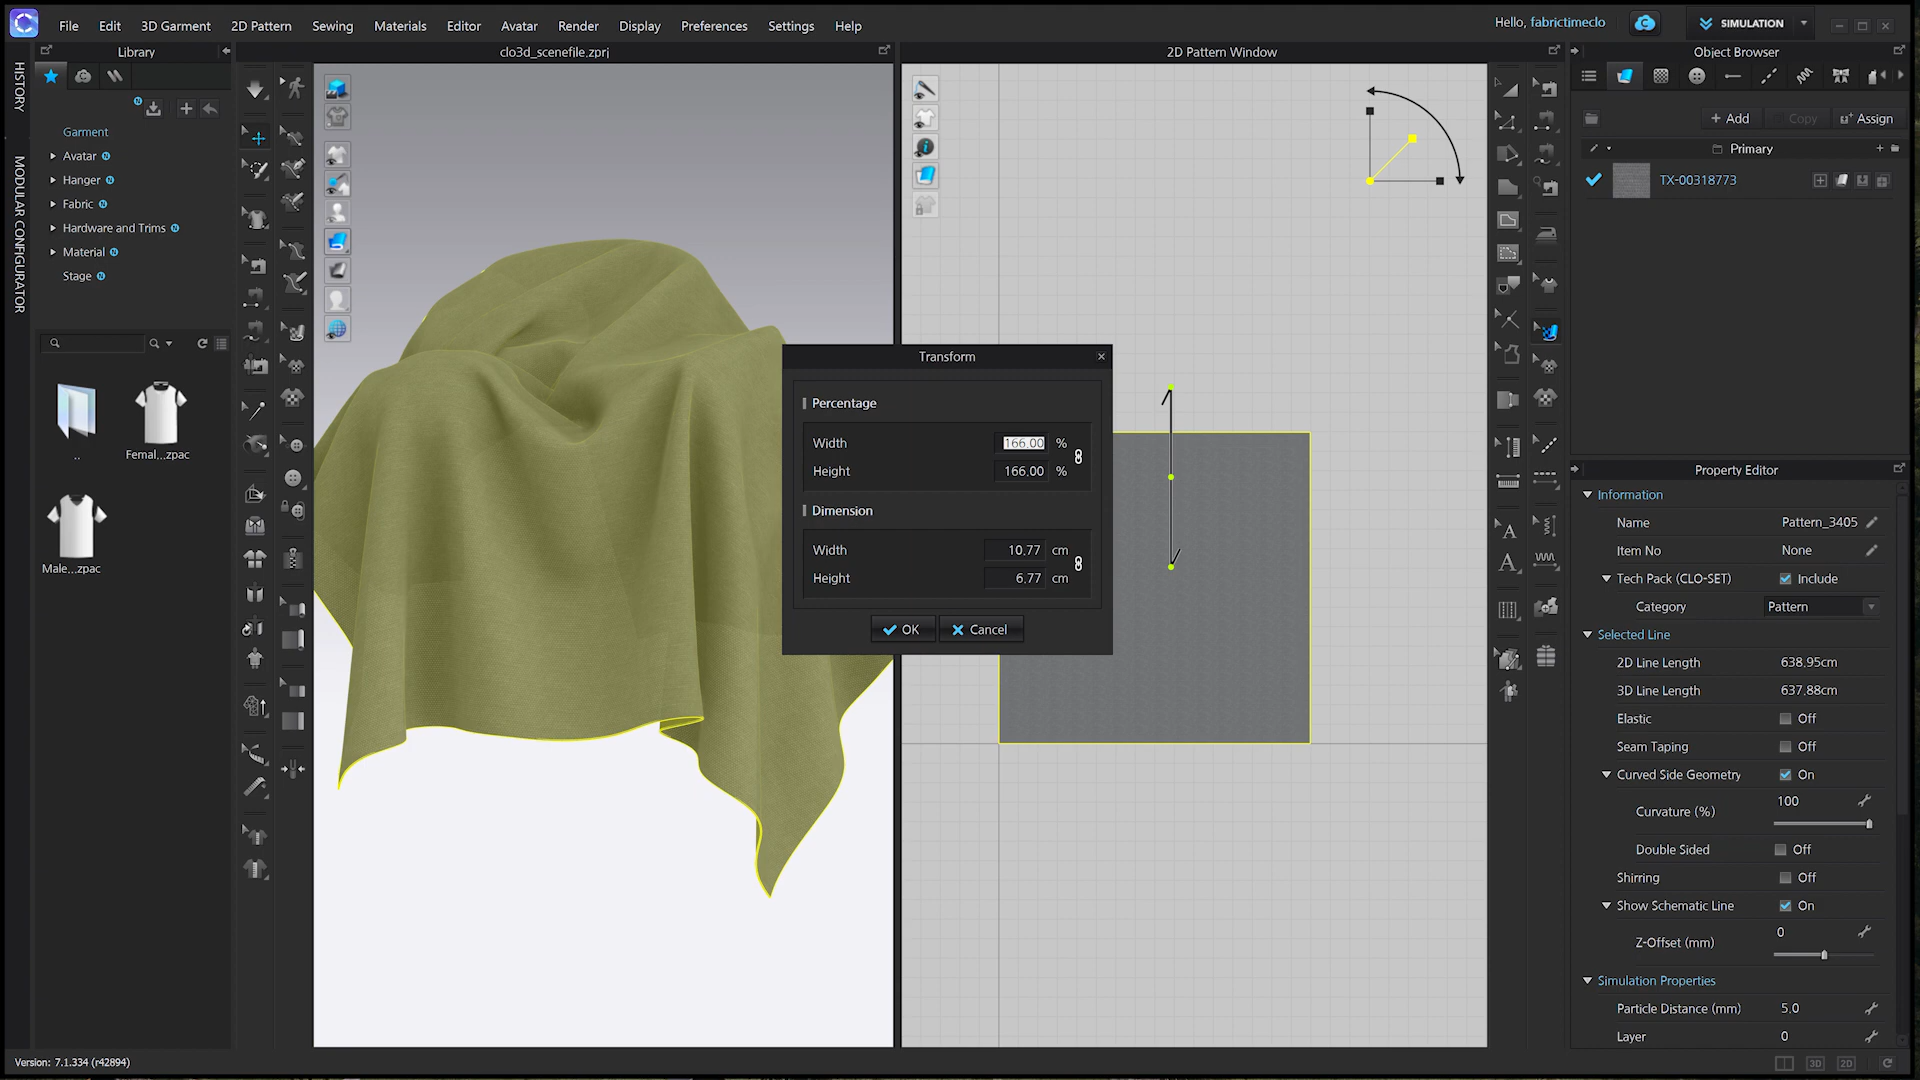 File Edit 3D Garment 2D Pattern Sewing Materials Editor Avatar Render Display Preferences Settings Help
Hello, fabrictimeclo
SIMULATION
Library
clo3d_scenefile.zprj
2D Pattern Window
Object Browser
HISTORY
MODULAR CONFIGURATOR
Garment
Avatar
Hanger
Fabric
Hardware and Trims
Material
Stage
..
Femal...zpac
Male...zpac
Transform
Percentage
Width 166.00 %
Height 166.00 %
Dimension
Width 10.77 cm
Height 6.77 cm
OK Cancel
+ Add Copy Assign
Primary
TX-00318773
Property Editor
Information
Name Pattern_3405
Item No None
Tech Pack (CLO-SET) Include
Category Pattern
Selected Line
2D Line Length 638.95cm
3D Line Length 637.88cm
Elastic Off
Seam Taping Off
Curved Side Geometry On
Curvature (%) 100
Double Sided Off
Shirring Off
Show Schematic Line On
Z-Offset (mm) 0
Simulation Properties
Particle Distance (mm) 5.0
Layer 0
Version: 7.1.334 (r42894)
3D 2D